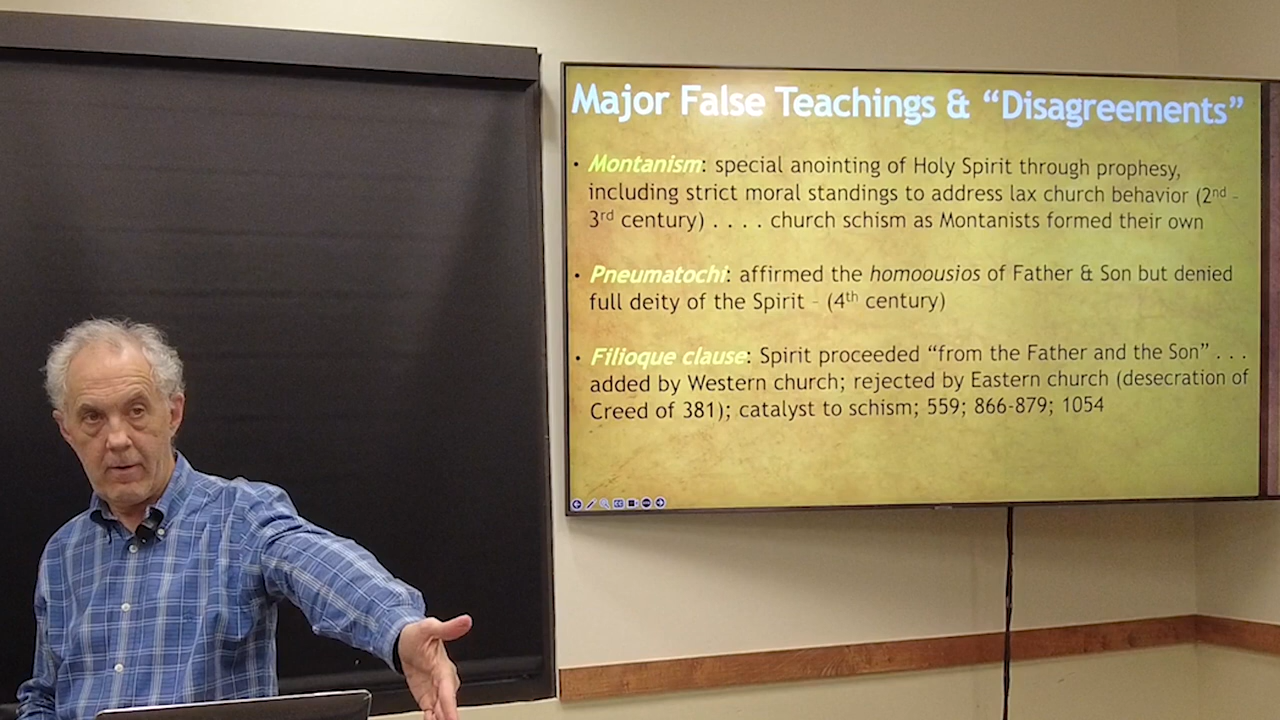 Major False Teachings & “Disagreements”
• Montanism: special anointing of Holy Spirit through prophesy,
including strict moral standings to address lax church behavior (2nd –
3rd century) . . . . church schism as Montanists formed their own
• Pneumatochi: affirmed the homoousios of Father & Son but denied
full deity of the Spirit – (4th century)
• Filioque clause: Spirit proceeded “from the Father and the Son” . . .
added by Western church; rejected by Eastern church (desecration of
Creed of 381); catalyst to schism; 559; 866-879; 1054